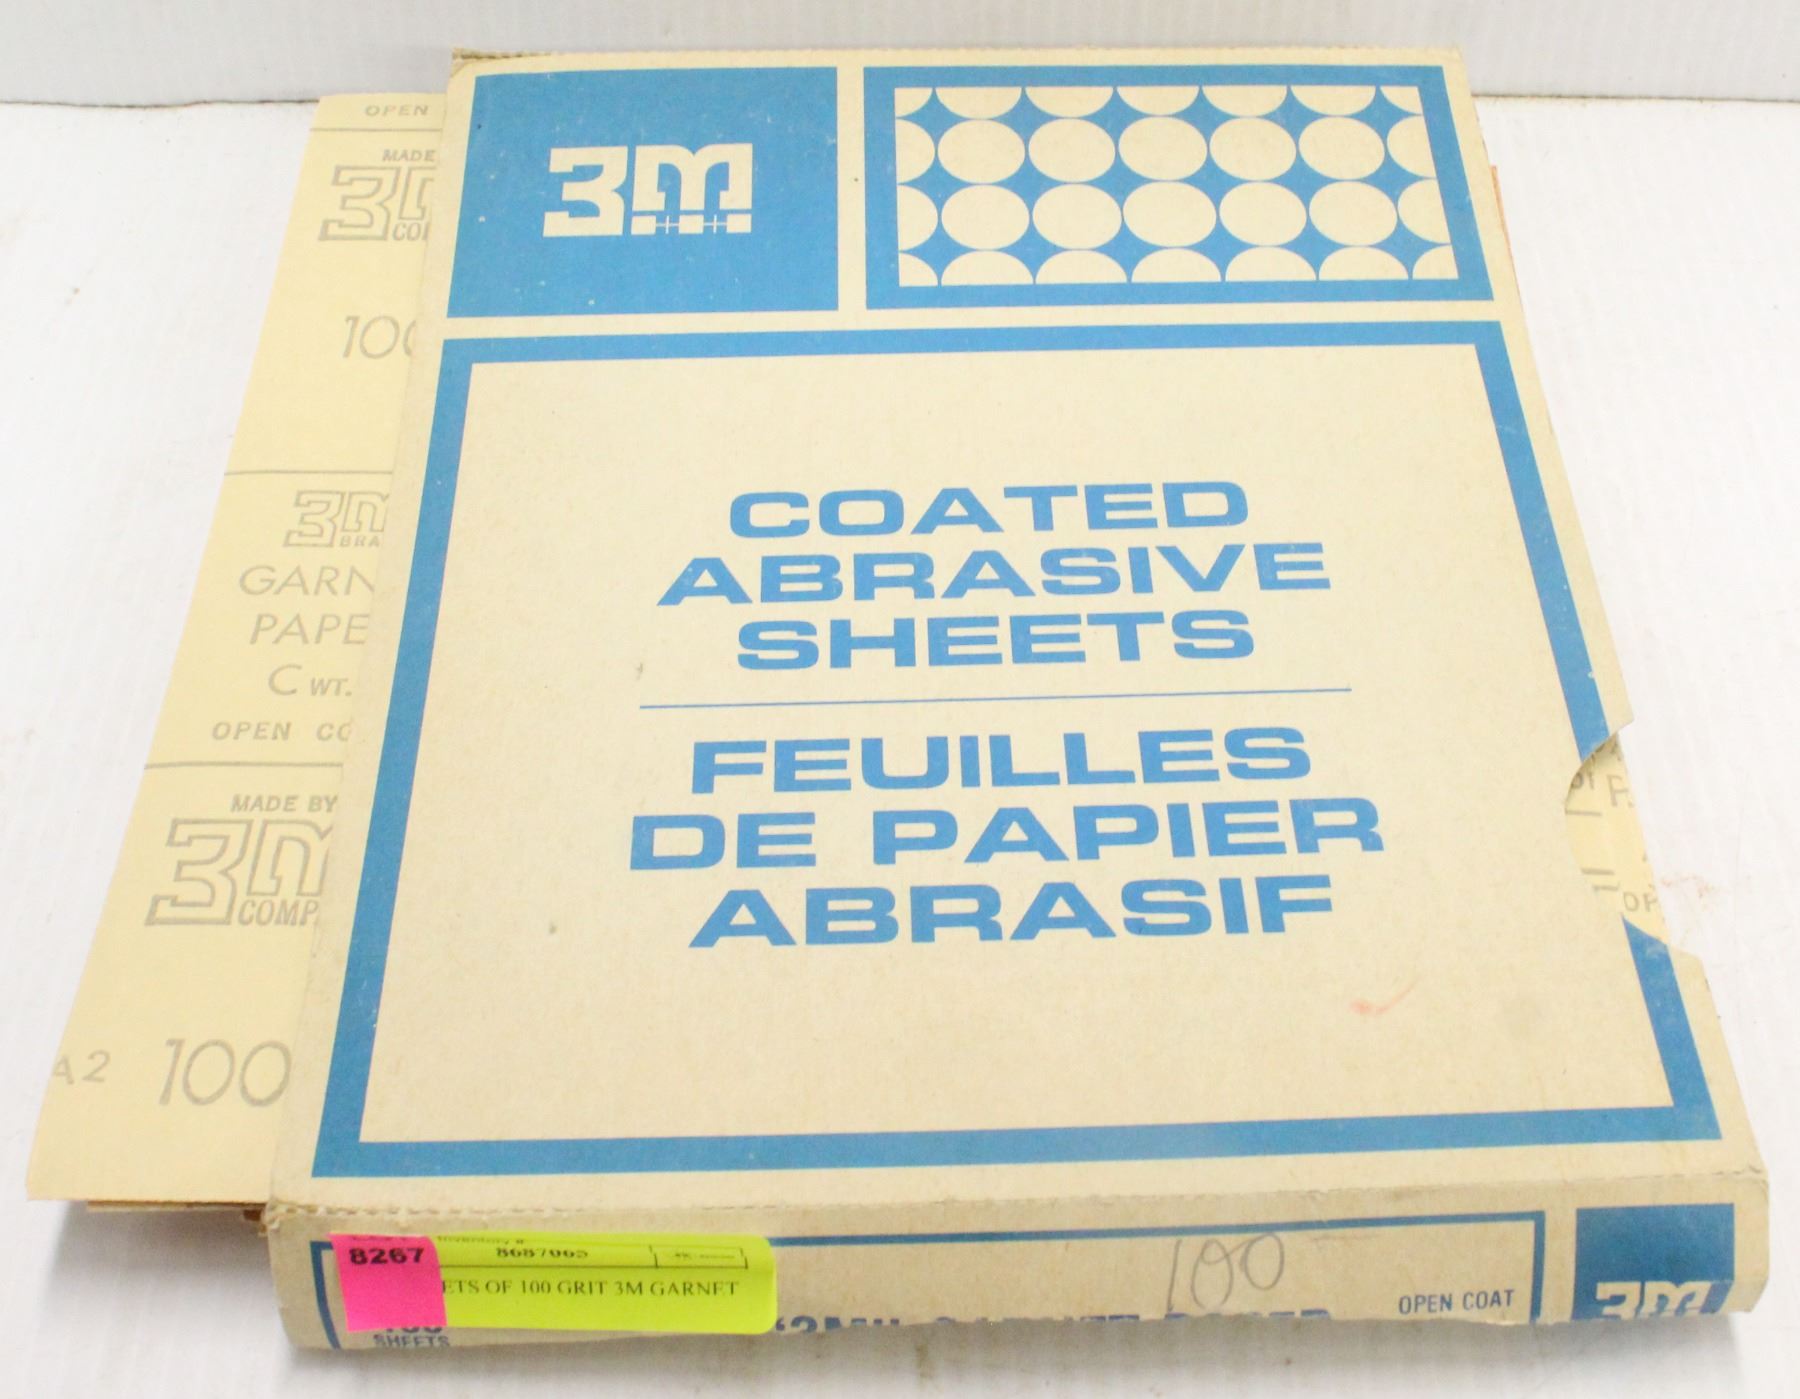 OPEN
MADE
3M
100
3M
BRA
GARN
PAPE
C WT.
OPEN CO
MADE BY
3M
COMP
A2 100
3M
COATED
ABRASIVE
SHEETS
FEUILLES
DE PAPIER
ABRASIF
8267
8687065
ETS OF 100 GRIT 3M GARNET
SHEETS
100
OPEN COAT
3M